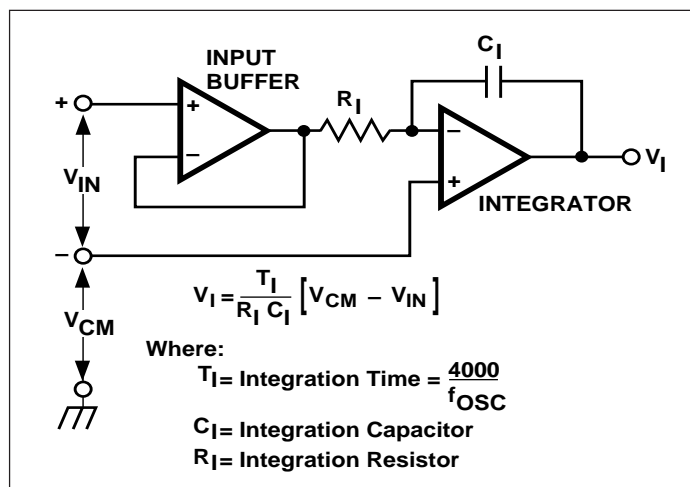 INPUT
BUFFER
C_I
R_I
+
+
−
−
+
V_IN
V_I
INTEGRATOR
−
V_CM
V_I = T_I / (R_I C_I) [V_CM − V_IN]
Where:
T_I = Integration Time = 4000 / f_OSC
C_I = Integration Capacitor
R_I = Integration Resistor